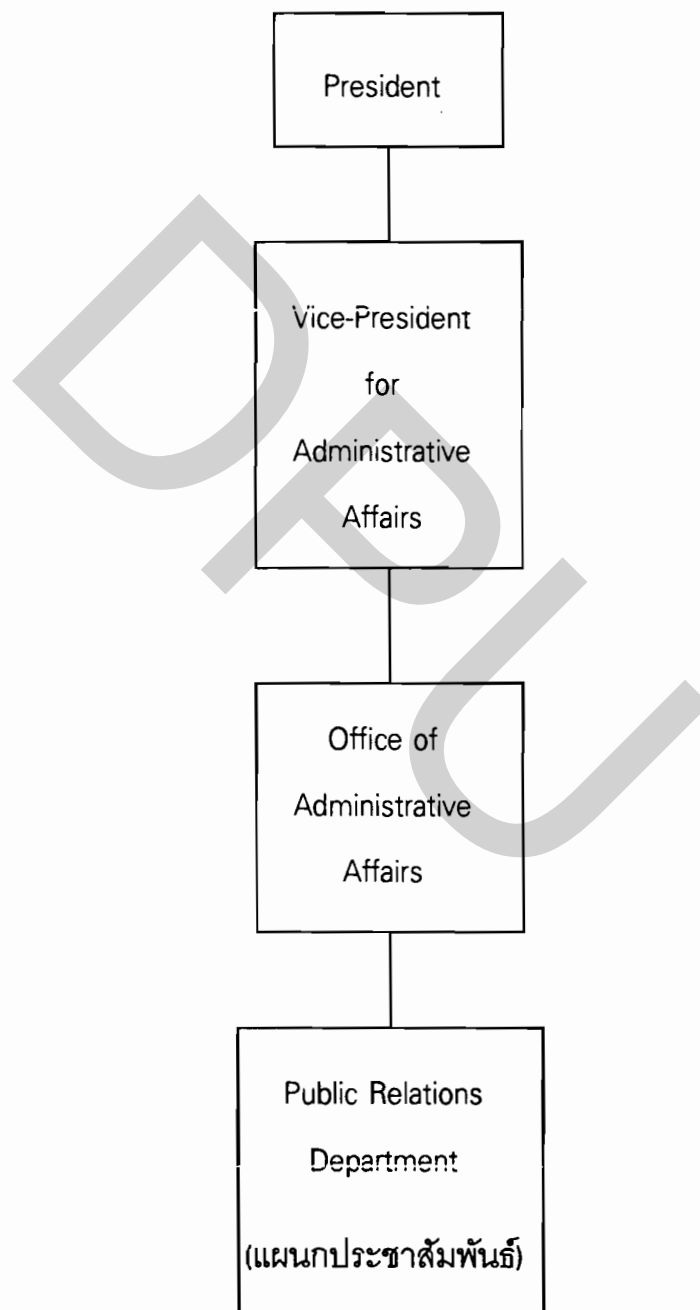 President
Vice-President
for
Administrative
Affairs
Office of
Administrative
Affairs
Public Relations
Department
(แผนกประชาสัมพันธ์)
DPU